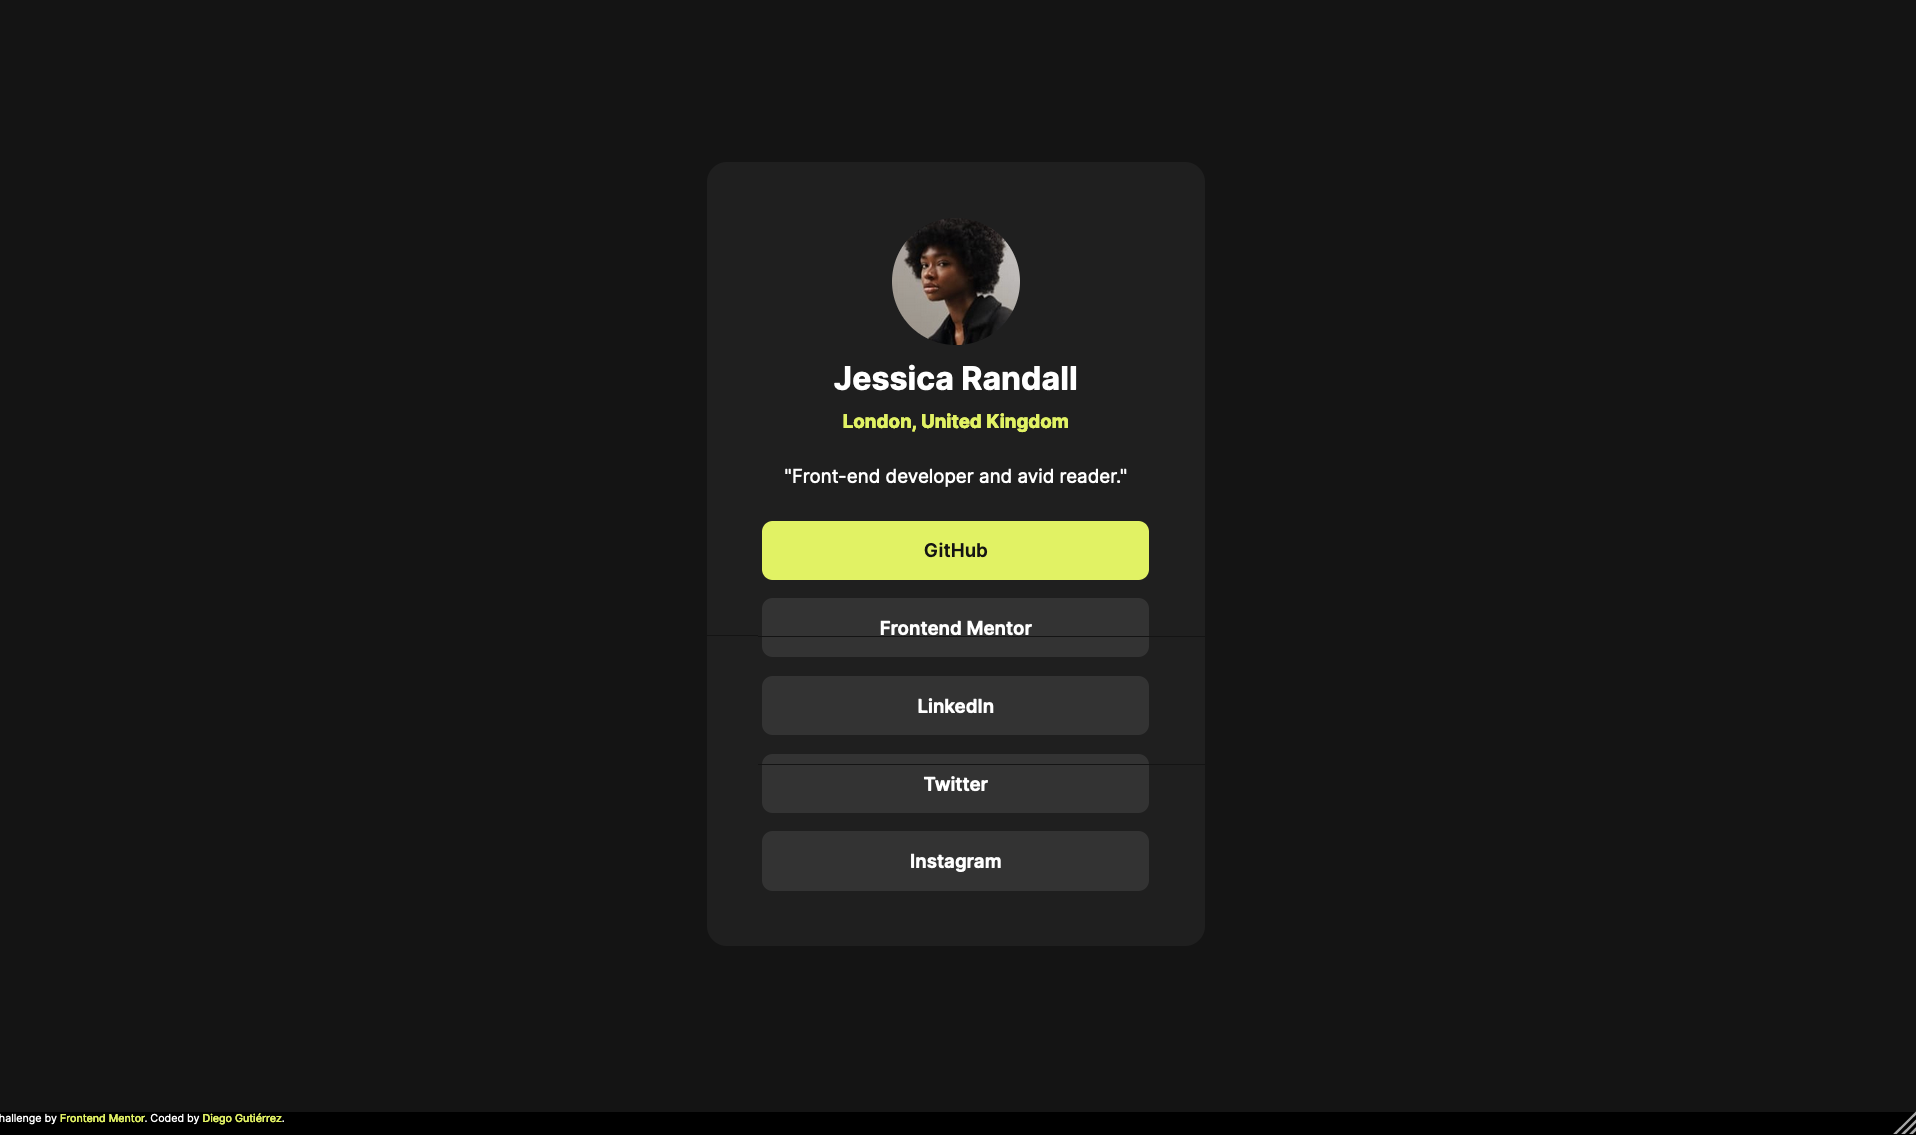 Jessica Randall
London, United Kingdom
"Front-end developer and avid reader."
GitHub
Frontend Mentor
LinkedIn
Twitter
Instagram
hallenge by Frontend Mentor. Coded by Diego Gutiérrez.